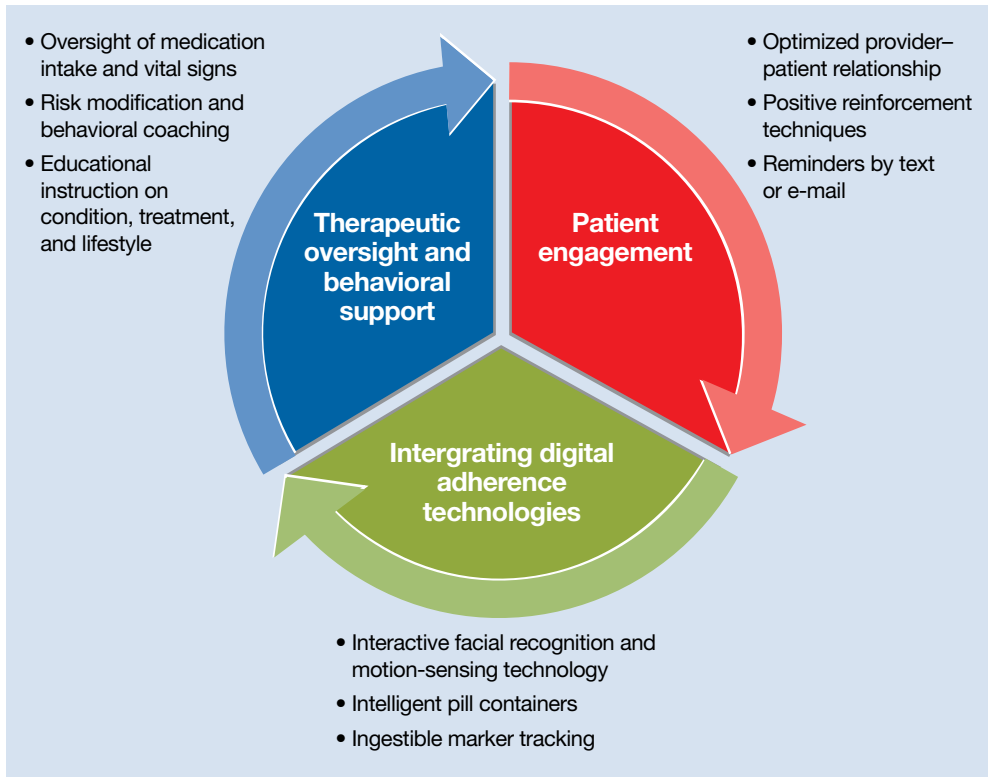 • Oversight of medication
intake and vital signs
• Risk modification and
behavioral coaching
• Educational
instruction on
condition, treatment,
and lifestyle
• Optimized provider–
patient relationship
• Positive reinforcement
techniques
• Reminders by text
or e-mail
Therapeutic
oversight and
behavioral
support
Patient
engagement
Intergrating digital
adherence
technologies
• Interactive facial recognition and
motion-sensing technology
• Intelligent pill containers
• Ingestible marker tracking